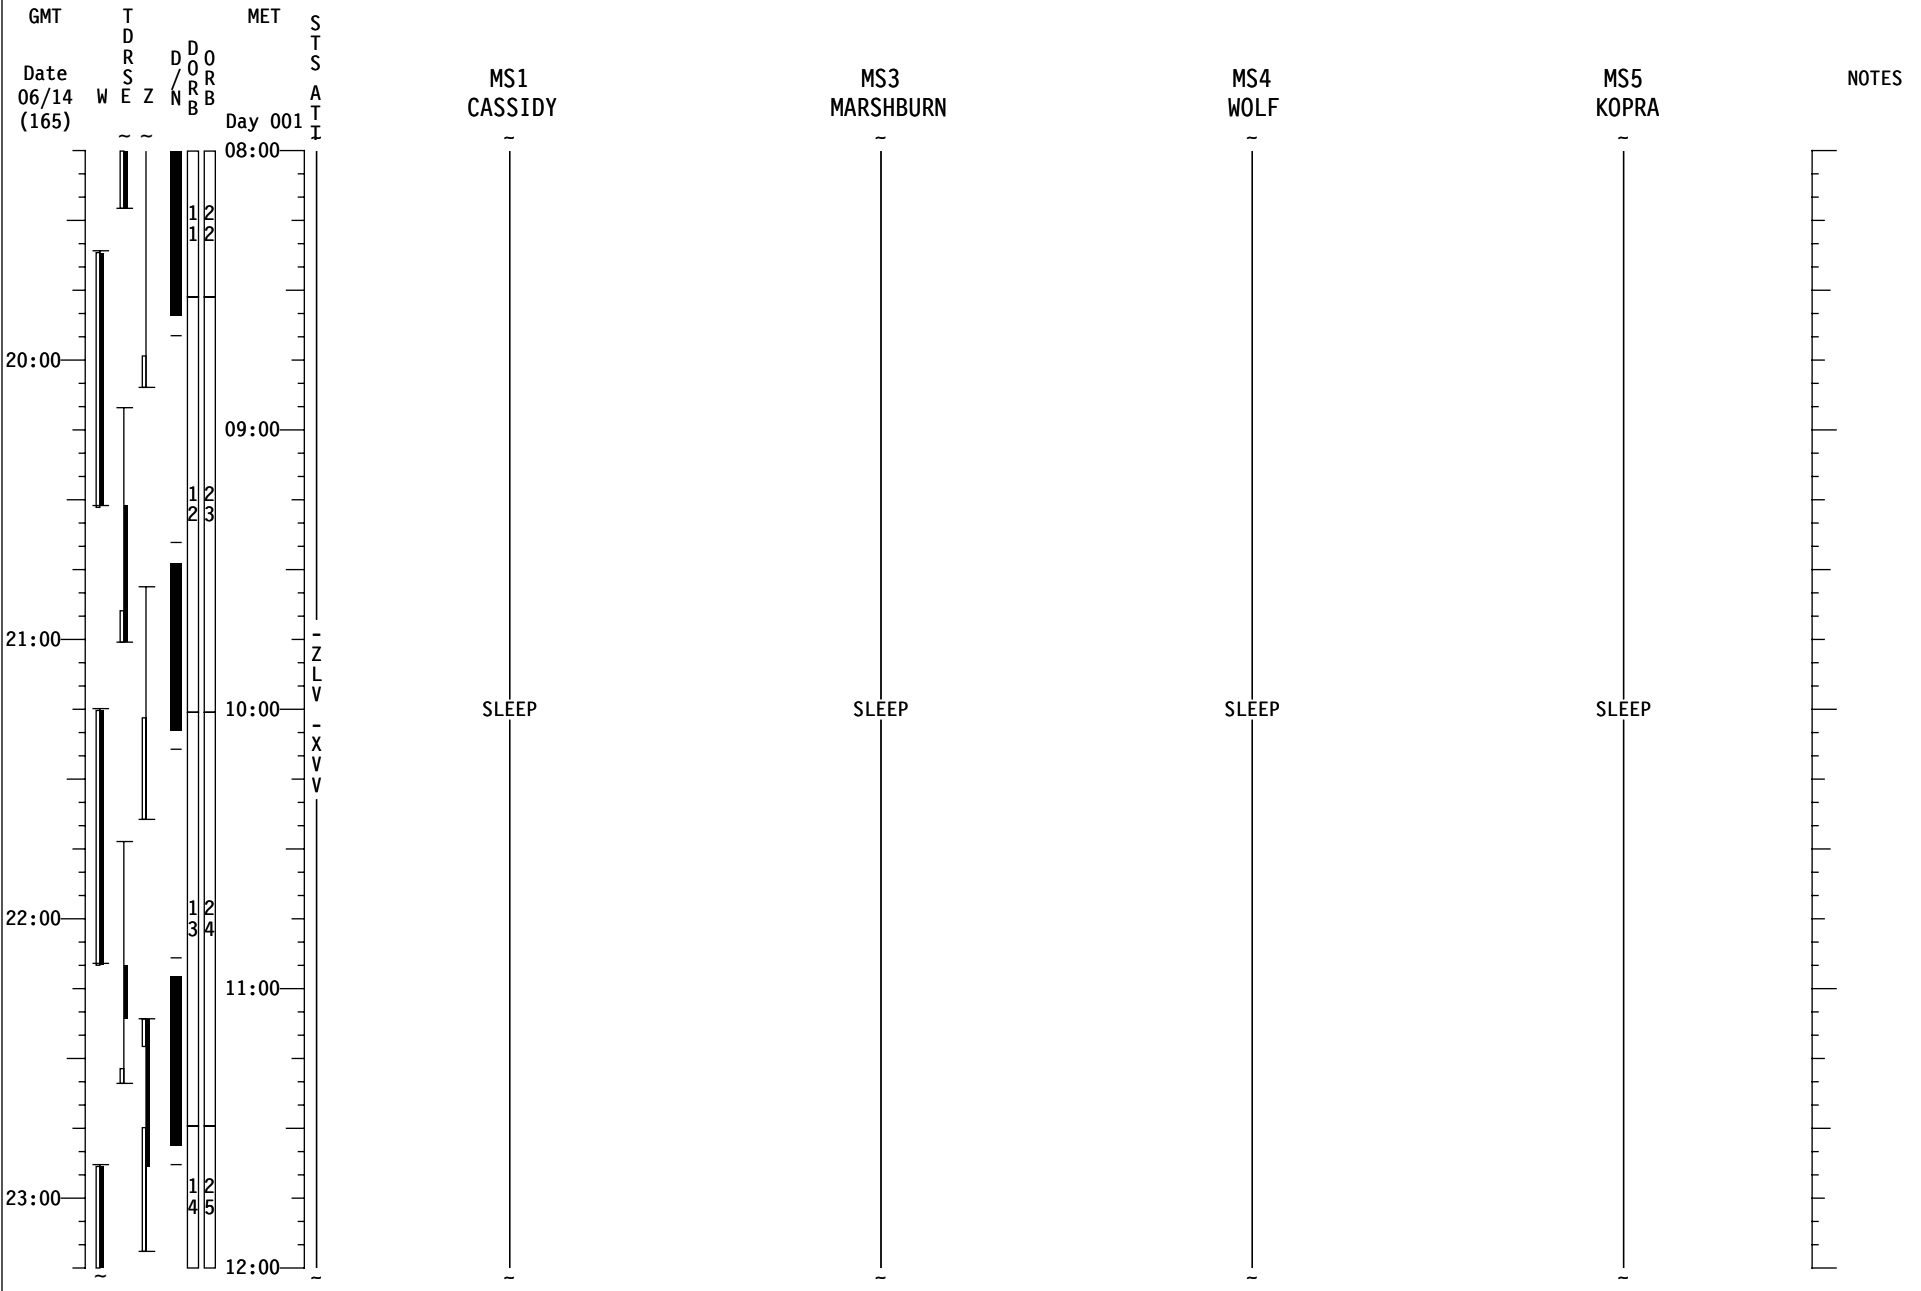 GMT
TDRS
MET
STS ATT
Date
06/14
(165)
W E Z
D/N
DORB
ORB
Day 001
MS1
CASSIDY
MS3
MARSHBURN
MS4
WOLF
MS5
KOPRA
NOTES
~ ~ ~ ~ ~ ~
08:00
11 22
20:00
09:00
12 23
21:00
-ZLV -XVV
10:00
SLEEP SLEEP SLEEP SLEEP
22:00
13 24
11:00
23:00
14 25
12:00
~ ~ ~ ~ ~ ~